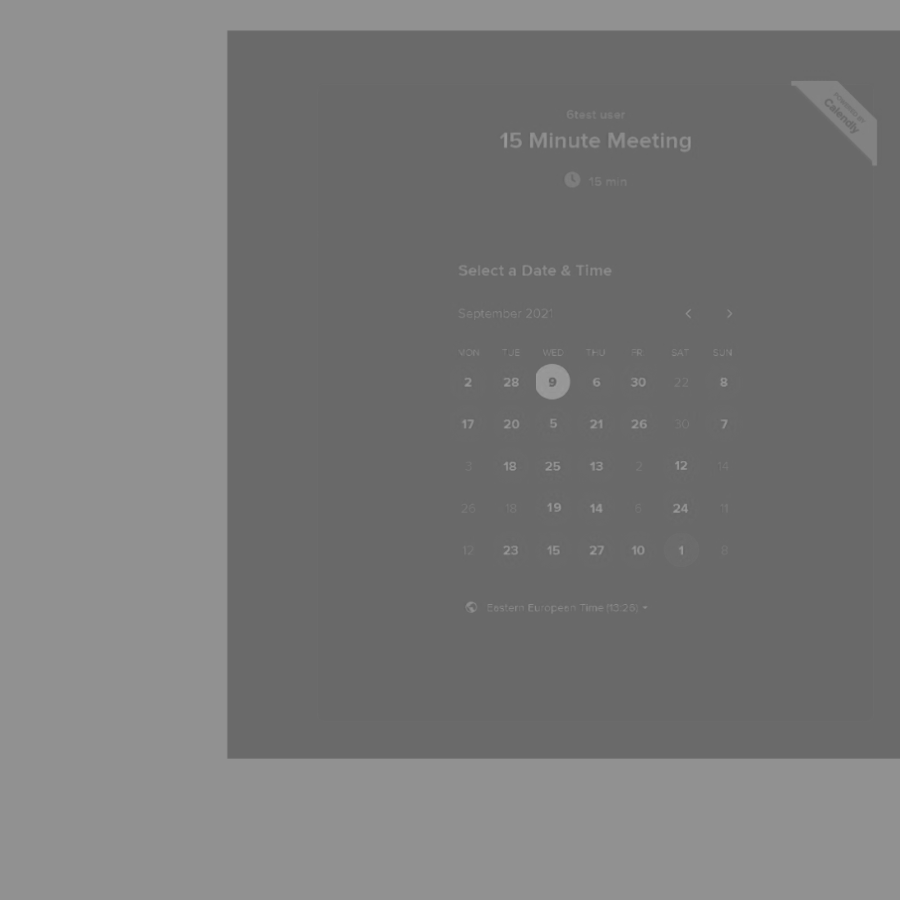 POWERED BY
Calendly
6test user
15 Minute Meeting
15 min
Select a Date & Time
September 2021
MON TUE WED THU FRI SAT SUN
2 28 9 6 30 22 8
17 20 5 21 26 30 7
3 18 25 13 2 12 14
26 18 19 14 6 24 11
12 23 15 27 10 1 8
Eastern European Time (13:25)